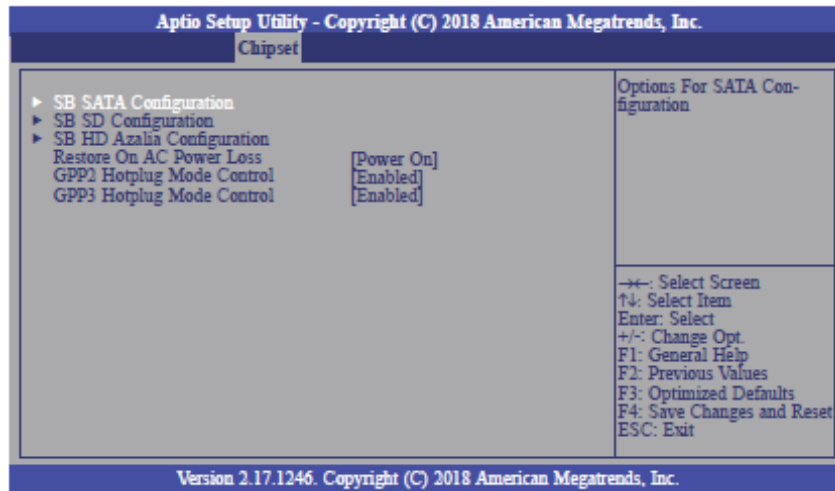 Aptio Setup Utility - Copyright (C) 2018 American Megatrends, Inc.
Chipset
► SB SATA Configuration
► SB SD Configuration
► SB HD Azalia Configuration
Restore On AC Power Loss [Power On]
GPP2 Hotplug Mode Control [Enabled]
GPP3 Hotplug Mode Control [Enabled]
Options For SATA Con-
figuration
→←: Select Screen
↑↓: Select Item
Enter: Select
+/-: Change Opt.
F1: General Help
F2: Previous Values
F3: Optimized Defaults
F4: Save Changes and Reset
ESC: Exit
Version 2.17.1246. Copyright (C) 2018 American Megatrends, Inc.